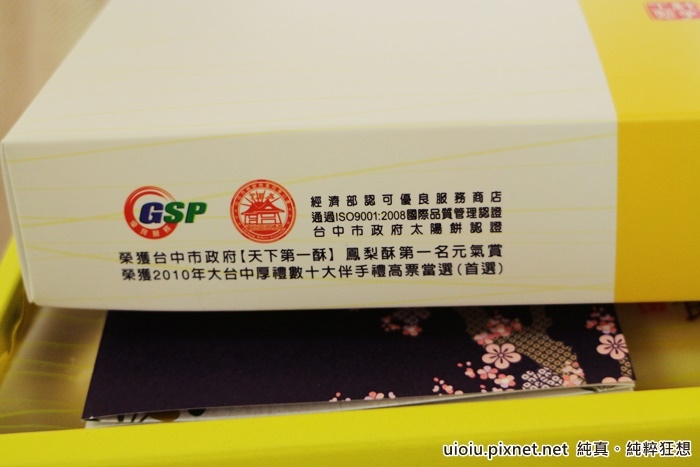 GSP
優良服務
經濟部認可優良服務商店
通過ISO9001:2008國際品質管理認證
台中市政府太陽餅認證
榮獲台中市政府【天下第一酥】鳳梨酥第一名元氣賞
榮獲2010年大台中厚禮數十大伴手禮高票當選(首選)
uioiu.pixnet.net 純真。純粹狂想